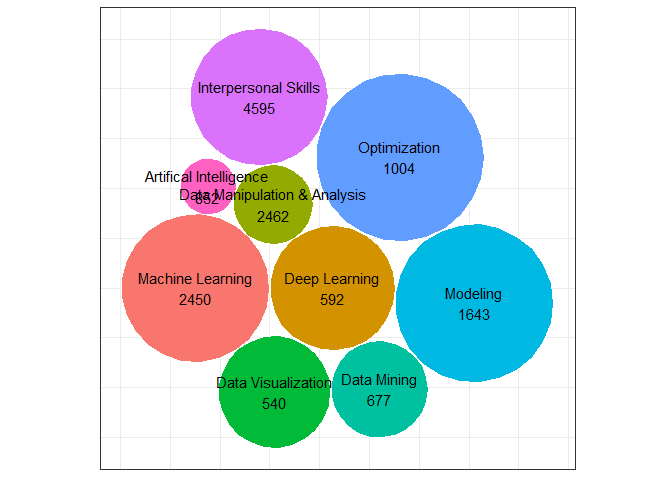 Interpersonal Skills
4595
Optimization
1004
Artifical Intelligence
852
Data Manipulation & Analysis
2462
Machine Learning
2450
Deep Learning
592
Modeling
1643
Data Visualization
540
Data Mining
677